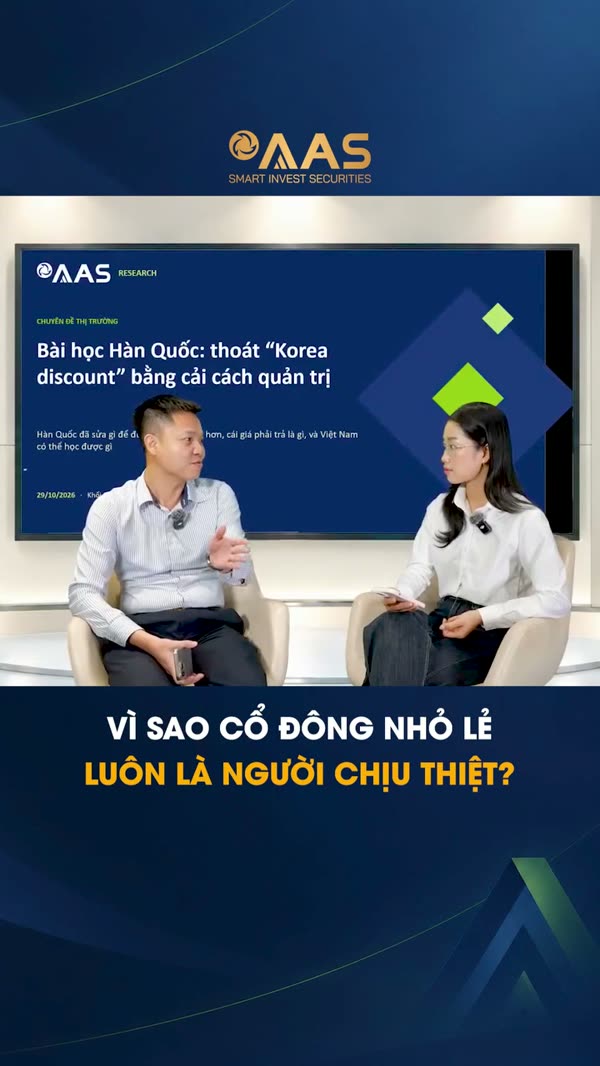 AAS
SMART INVEST SECURITIES
AAS RESEARCH
CHUYÊN ĐỀ THỊ TRƯỜNG
Bài học Hàn Quốc: thoát “Korea
discount” bằng cải cách quản trị
Hàn Quốc đã sửa gì để hơn, cái giá phải trả là gì, và Việt Nam
có thể học được gì
29/10/2026 · Khối
VÌ SAO CỔ ĐÔNG NHỎ LẺ
LUÔN LÀ NGƯỜI CHỊU THIỆT?